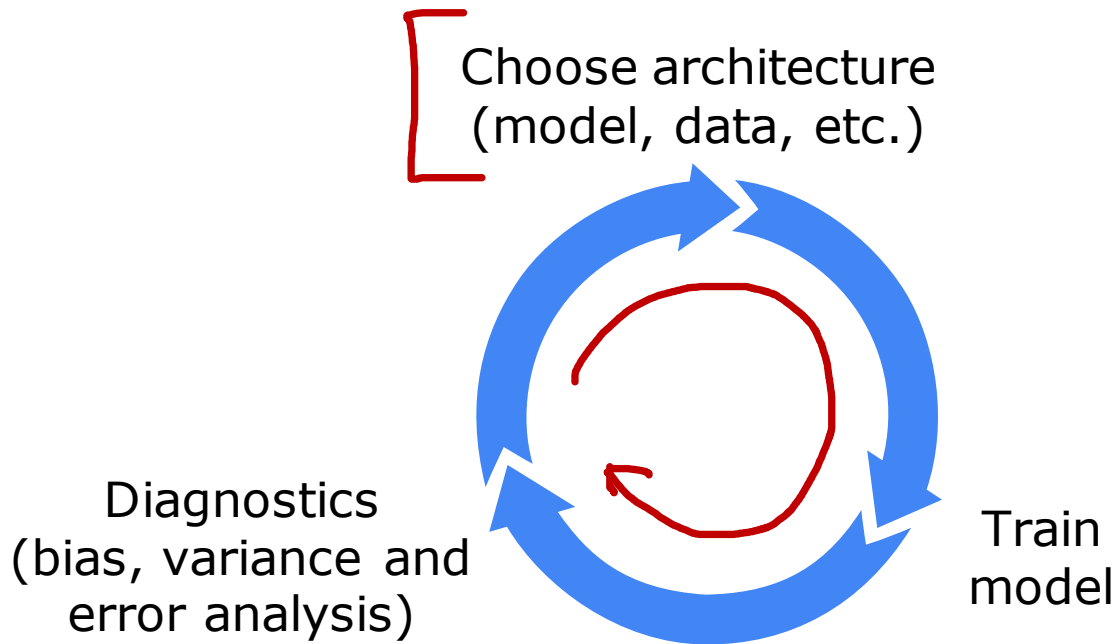 Choose architecture
(model, data, etc.)
Train
model
Diagnostics
(bias, variance and
error analysis)